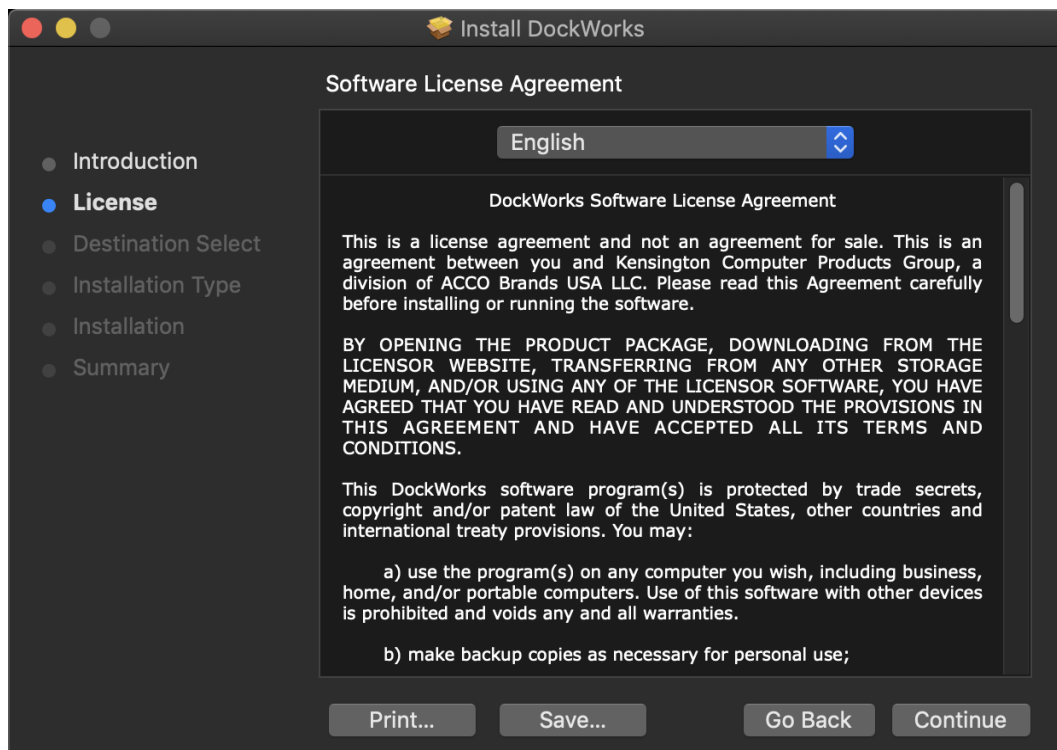 Install DockWorks
Software License Agreement
Introduction
License
Destination Select
Installation Type
Installation
Summary
English
DockWorks Software License Agreement
This is a license agreement and not an agreement for sale. This is an
agreement between you and Kensington Computer Products Group, a
division of ACCO Brands USA LLC. Please read this Agreement carefully
before installing or running the software.
BY OPENING THE PRODUCT PACKAGE, DOWNLOADING FROM THE
LICENSOR WEBSITE, TRANSFERRING FROM ANY OTHER STORAGE
MEDIUM, AND/OR USING ANY OF THE LICENSOR SOFTWARE, YOU HAVE
AGREED THAT YOU HAVE READ AND UNDERSTOOD THE PROVISIONS IN
THIS AGREEMENT AND HAVE ACCEPTED ALL ITS TERMS AND
CONDITIONS.
This DockWorks software program(s) is protected by trade secrets,
copyright and/or patent law of the United States, other countries and
international treaty provisions. You may:
a) use the program(s) on any computer you wish, including business,
home, and/or portable computers. Use of this software with other devices
is prohibited and voids any and all warranties.
b) make backup copies as necessary for personal use;
Print...
Save...
Go Back
Continue